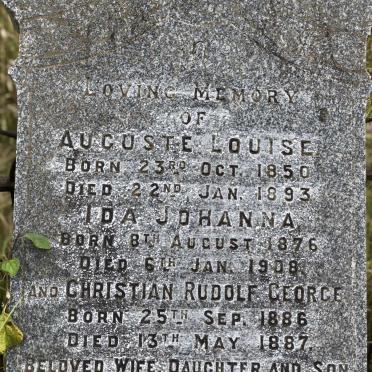 LOVING MEMORY
OF
AUGUSTE LOUISE.
BORN 23RD OCT. 1850
DIED 22ND JAN. 1893
IDA JOHANNA
BORN 8TH AUGUST 1876
DIED 6TH JAN. 1908.
AND CHRISTIAN RUDOLF GEORGE
BORN 25TH SEP. 1886
DIED 13TH MAY 1887.
BELOVED WIFE, DAUGHTER AND SON